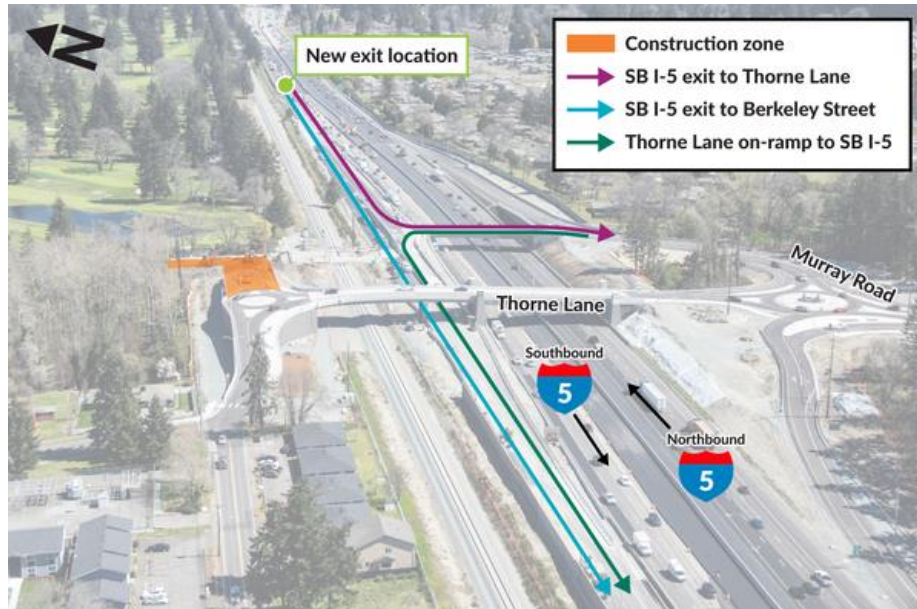 N
New exit location
Construction zone
SB I-5 exit to Thorne Lane
SB I-5 exit to Berkeley Street
Thorne Lane on-ramp to SB I-5
Murray Road
Thorne Lane
Southbound
5
Northbound
5